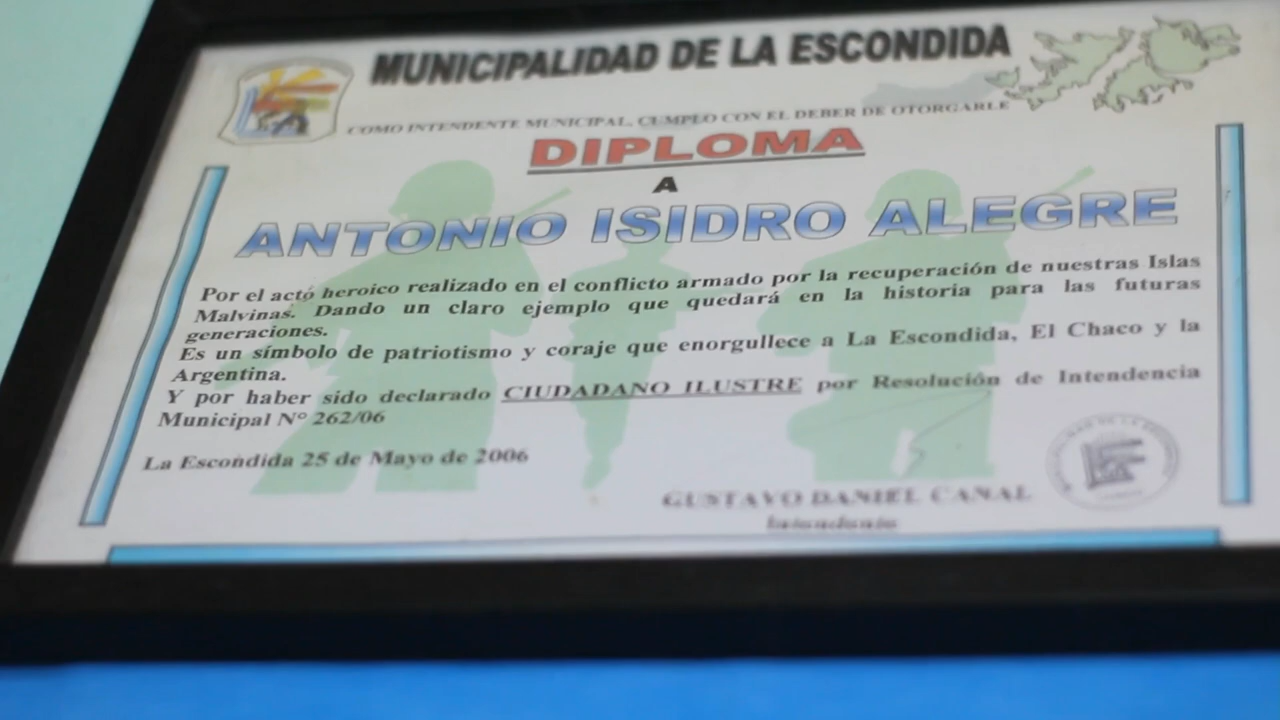 MUNICIPALIDAD DE LA ESCONDIDA
COMO INTENDENTE MUNICIPAL, CUMPLO CON EL DEBER DE OTORGARLE
DIPLOMA
A
ANTONIO ISIDRO ALEGRE
Por el actó heroico realizado en el conflicto armado por la recuperación de nuestras Islas
Malvinas. Dando un claro ejemplo que quedará en la historia para las futuras
generaciones.
Es un símbolo de patriotismo y coraje que enorgullece a La Escondida, El Chaco y la
Argentina.
Y por haber sido declarado CIUDADANO ILUSTRE por Resolución de Intendencia
Municipal Nº 262/06
La Escondida 25 de Mayo de 2006
GUSTAVO DANIEL CANAL
Intendente